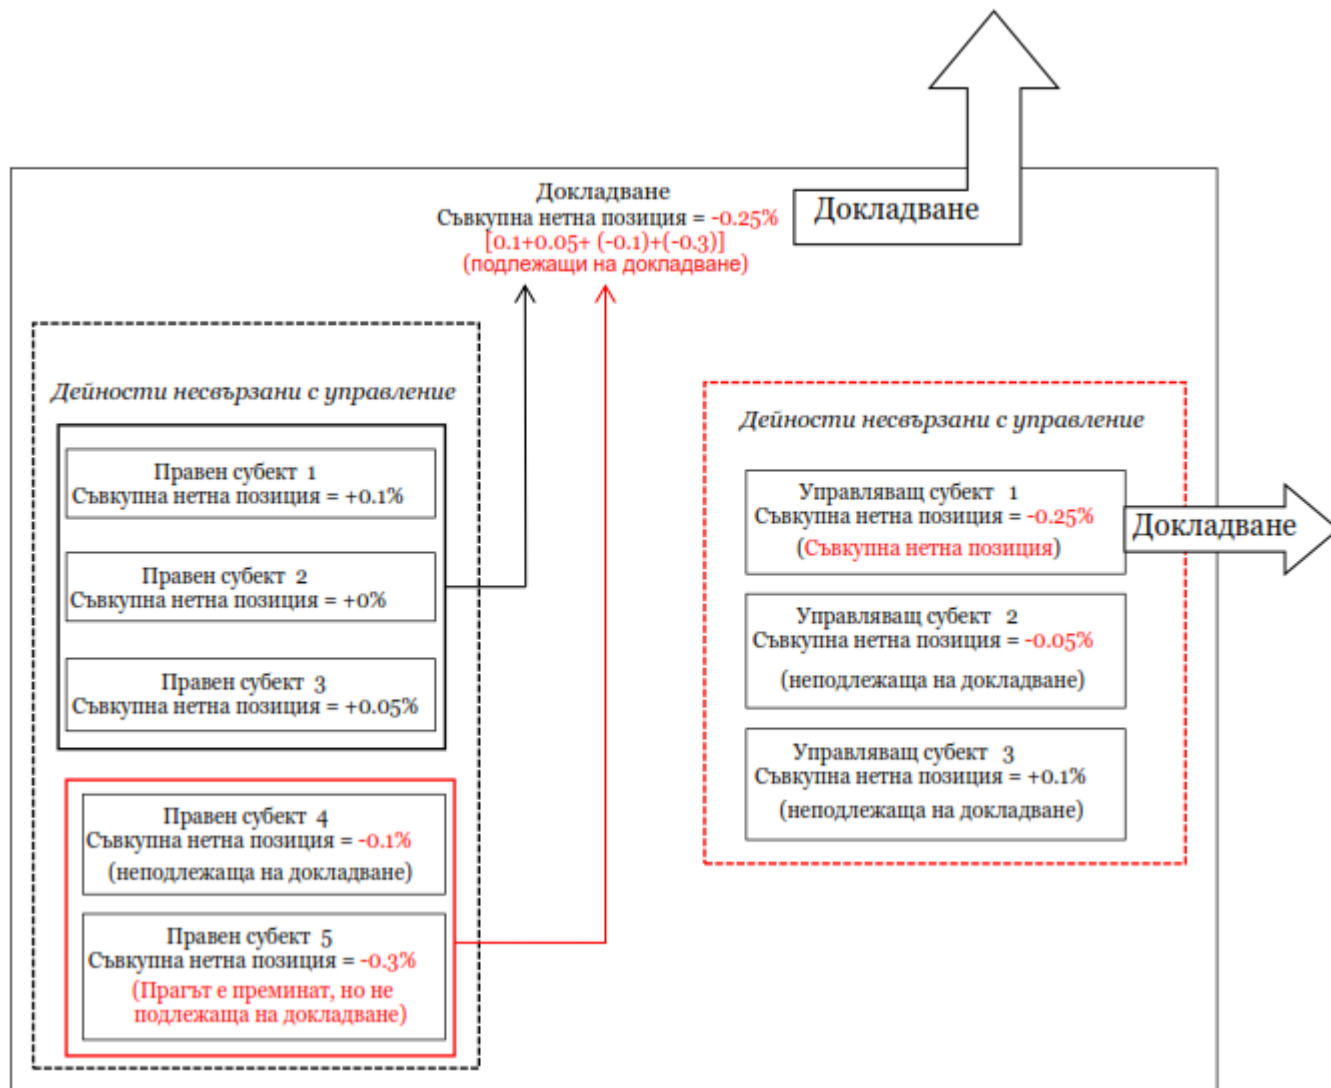 Докладване
Съвкупна нетна позиция = -0.25%
[0.1+0.05+ (-0.1)+(-0.3)]
(подлежащи на докладване)
Докладване
Дейности несвързани с управление
Правен субект 1
Съвкупна нетна позиция = +0.1%
Правен субект 2
Съвкупна нетна позиция = +0%
Правен субект 3
Съвкупна нетна позиция = +0.05%
Правен субект 4
Съвкупна нетна позиция = -0.1%
(неподлежаща на докладване)
Правен субект 5
Съвкупна нетна позиция = -0.3%
(Прагът е преминат, но не
подлежаща на докладване)
Дейности несвързани с управление
Управляващ субект 1
Съвкупна нетна позиция = -0.25%
(Съвкупна нетна позиция)
Докладване
Управляващ субект 2
Съвкупна нетна позиция = -0.05%
(неподлежаща на докладване)
Управляващ субект 3
Съвкупна нетна позиция = +0.1%
(неподлежаща на докладване)